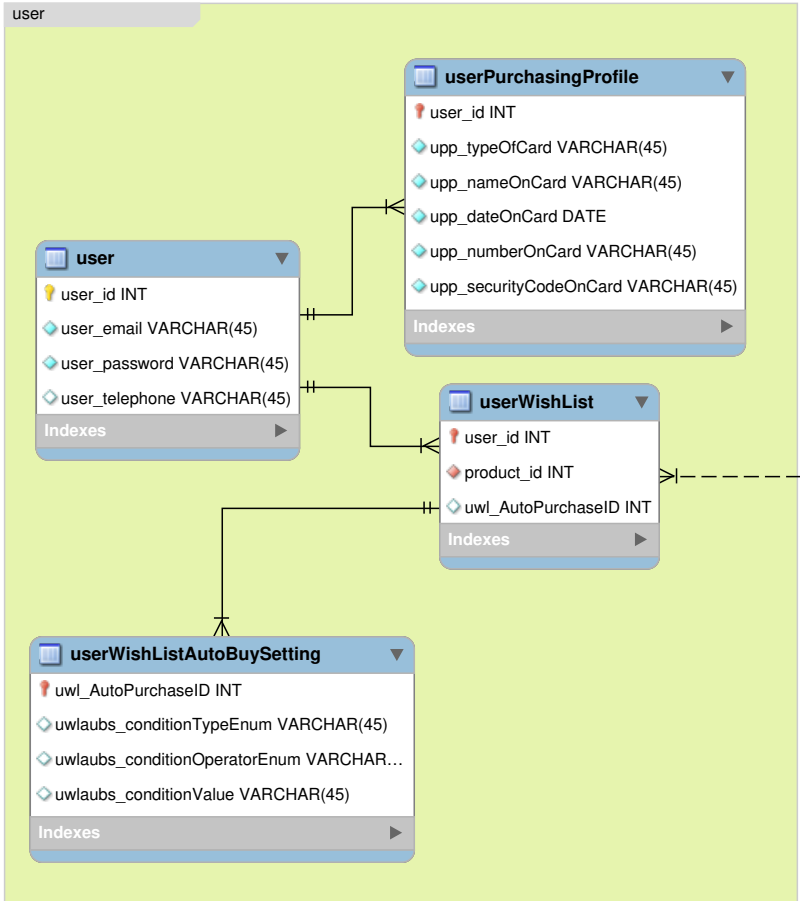 user
userPurchasingProfile
user_id INT
upp_typeOfCard VARCHAR(45)
upp_nameOnCard VARCHAR(45)
upp_dateOnCard DATE
upp_numberOnCard VARCHAR(45)
upp_securityCodeOnCard VARCHAR(45)
Indexes
user
user_id INT
user_email VARCHAR(45)
user_password VARCHAR(45)
user_telephone VARCHAR(45)
Indexes
userWishList
user_id INT
product_id INT
uwl_AutoPurchaseID INT
Indexes
userWishListAutoBuySetting
uwl_AutoPurchaseID INT
uwlaubs_conditionTypeEnum VARCHAR(45)
uwlaubs_conditionOperatorEnum VARCHAR…
uwlaubs_conditionValue VARCHAR(45)
Indexes